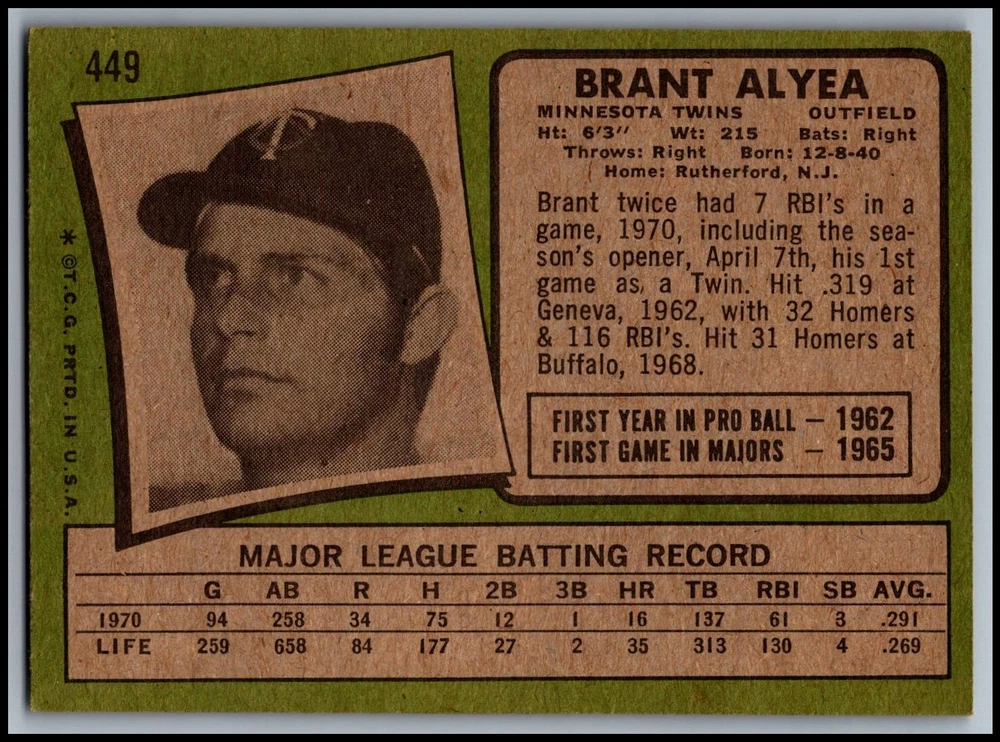 449
BRANT ALYEA
MINNESOTA TWINS OUTFIELD
Ht: 6'3" Wt: 215 Bats: Right
Throws: Right Born: 12-8-40
Home: Rutherford, N.J.
Brant twice had 7 RBI's in a
game, 1970, including the sea-
son's opener, April 7th, his 1st
game as a Twin. Hit .319 at
Geneva, 1962, with 32 Homers
& 116 RBI's. Hit 31 Homers at
Buffalo, 1968.
FIRST YEAR IN PRO BALL — 1962
FIRST GAME IN MAJORS — 1965
TC
* ©T.C.G. PRTD. IN U.S.A.
MAJOR LEAGUE BATTING RECORD
G AB R H 2B 3B HR TB RBI SB AVG.
1970 94 258 34 75 12 1 16 137 61 3 .291
LIFE 259 658 84 177 27 2 35 313 130 4 .269